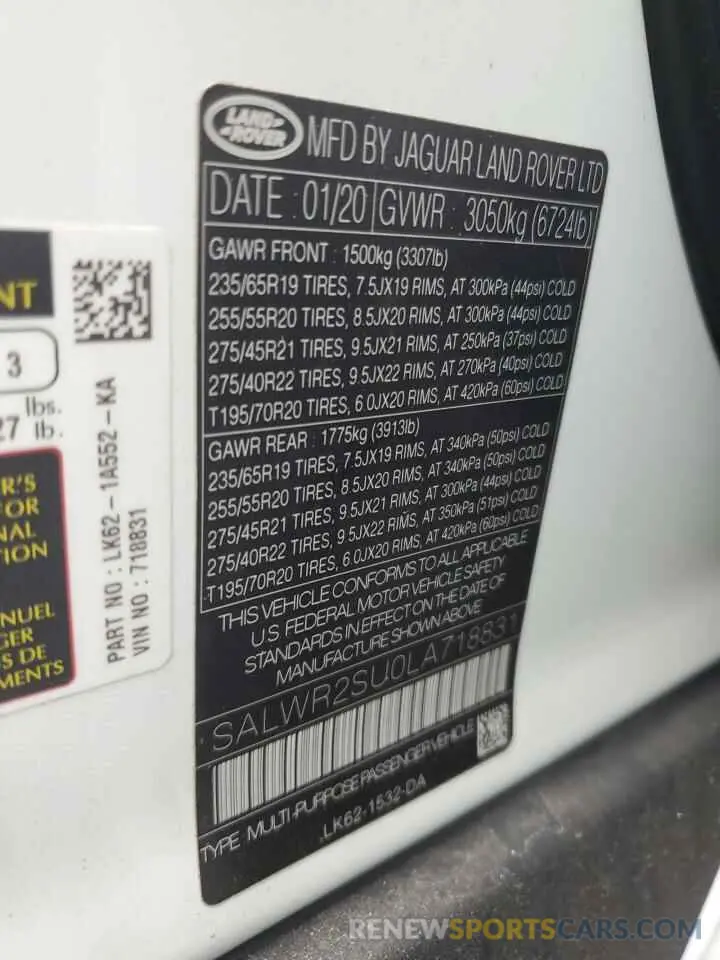 LAND
ROVER
MFD BY JAGUAR LAND ROVER LTD
DATE : 01/20 GVWR : 3050kg (6724lb)
GAWR FRONT : 1500kg (3307lb)
235/65R19 TIRES, 7.5JX19 RIMS, AT 300kPa (44psi) COLD
255/55R20 TIRES, 8.5JX20 RIMS, AT 300kPa (44psi) COLD
275/45R21 TIRES, 9.5JX21 RIMS, AT 250kPa (37psi) COLD
275/40R22 TIRES, 9.5JX22 RIMS, AT 270kPa (40psi) COLD
T195/70R20 TIRES, 6.0JX20 RIMS, AT 420kPa (60psi) COLD
GAWR REAR : 1775kg (3913lb)
235/65R19 TIRES, 7.5JX19 RIMS, AT 340kPa (50psi) COLD
255/55R20 TIRES, 8.5JX20 RIMS, AT 340kPa (50psi) COLD
275/45R21 TIRES, 9.5JX21 RIMS, AT 300kPa (44psi) COLD
275/40R22 TIRES, 9.5JX22 RIMS, AT 350kPa (51psi) COLD
T195/70R20 TIRES, 6.0JX20 RIMS, AT 420kPa (60psi) COLD
THIS VEHICLE CONFORMS TO ALL APPLICABLE
U.S. FEDERAL MOTOR VEHICLE SAFETY
STANDARDS IN EFFECT ON THE DATE OF
MANUFACTURE SHOWN ABOVE
SALWR2SU0LA718831
TYPE MULTI-PURPOSE PASSENGER VEHICLE
LK62-1532-DA
NT
3
lbs.
27 lb.
R'S
FOR
NAL
TION
ANUEL
GER
S DE
MENTS
PART NO : LK62-1A552-KA
VIN NO : 718831
RENEWSPORTSCARS.COM